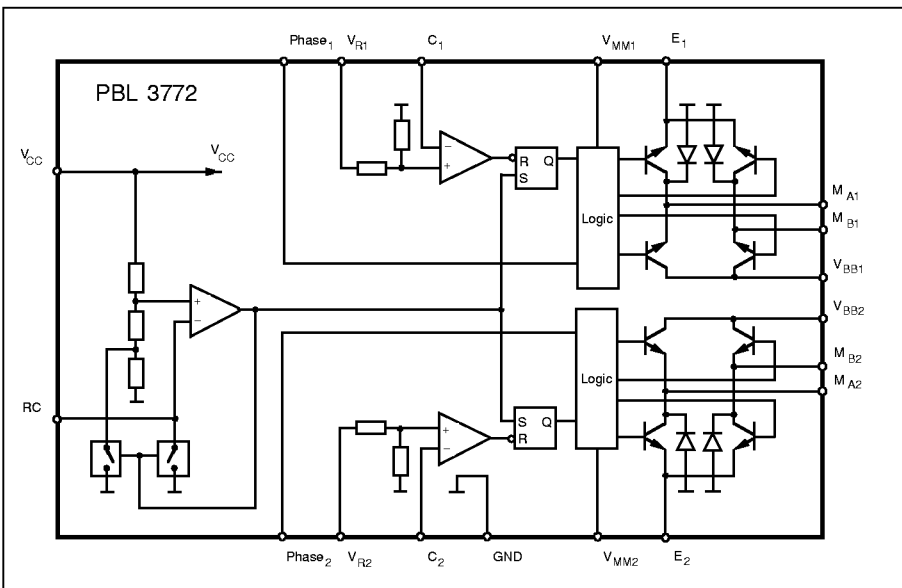 Phase1 VR1 C1 VMM1 E1
PBL 3772
VCC VCC
– +
R S Q
Logic
MA1
MB1
VBB1
+ –
VBB2
Logic
MB2
MA2
RC
+ –
S R Q
Phase2 VR2 C2 GND VMM2 E2